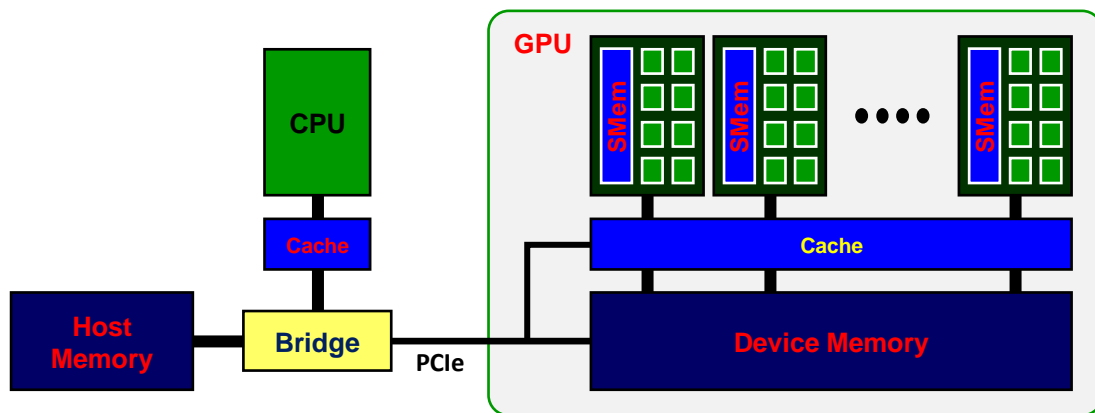 GPU
CPU
SMem
SMem
SMem
Cache
Cache
Host
Memory
Bridge
PCIe
Device Memory